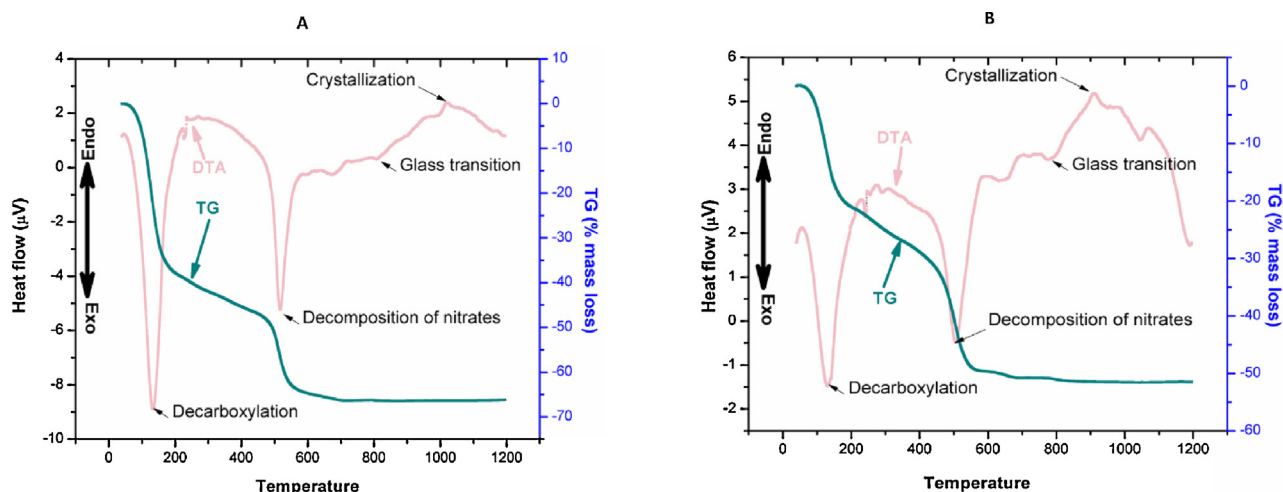 A
4
2
0
-2
-4
-6
-8
-10
Heat flow (μV)
Endo
Exo
Crystallization
DTA
Glass transition
TG
Decomposition of nitrates
Decarboxylation
10
0
-10
-20
-30
-40
-50
-60
-70
TG (% mass loss)
0 200 400 600 800 1000 1200
Temperature
B
6
5
4
3
2
1
0
-1
-2
Heat flow (μV)
Endo
Exo
Crystallization
DTA
Glass transition
TG
Decomposition of nitrates
Decarboxylation
0
-10
-20
-30
-40
-50
-60
TG (% mass loss)
0 200 400 600 800 1000 1200
Temperature